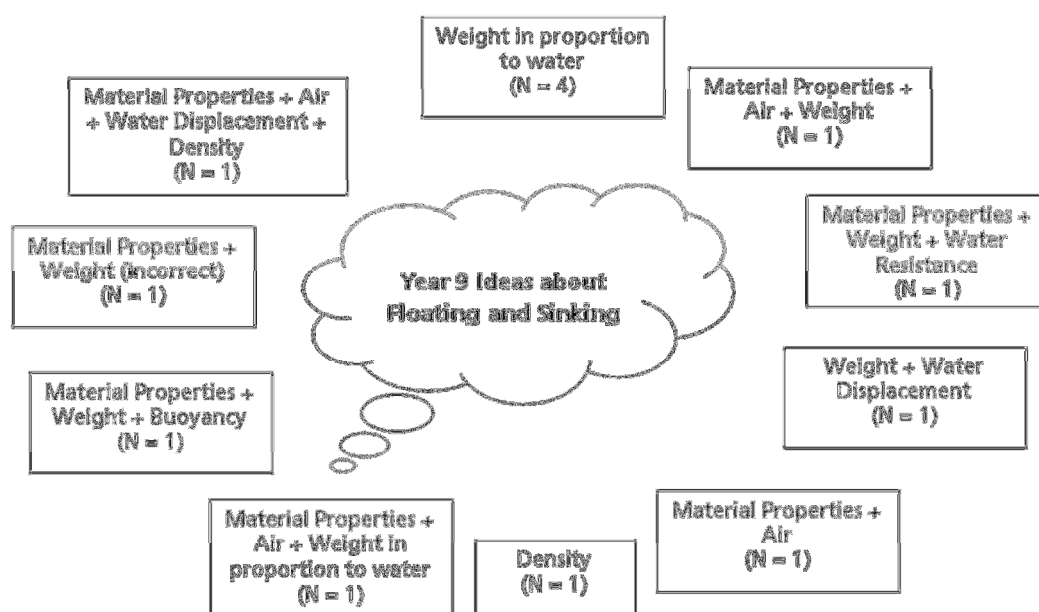 Weight in proportion
to water
(N = 4)
Material Properties + Air
+ Water Displacement +
Density
(N = 1)
Material Properties +
Air + Weight
(N = 1)
Material Properties +
Weight + Water
Resistance
(N = 1)
Material Properties +
Weight (incorrect)
(N = 1)
Year 9 Ideas about
Floating and Sinking
Weight + Water
Displacement
(N = 1)
Material Properties +
Weight + Buoyancy
(N = 1)
Material Properties +
Air
(N = 1)
Material Properties +
Air + Weight in
proportion to water
(N = 1)
Density
(N = 1)